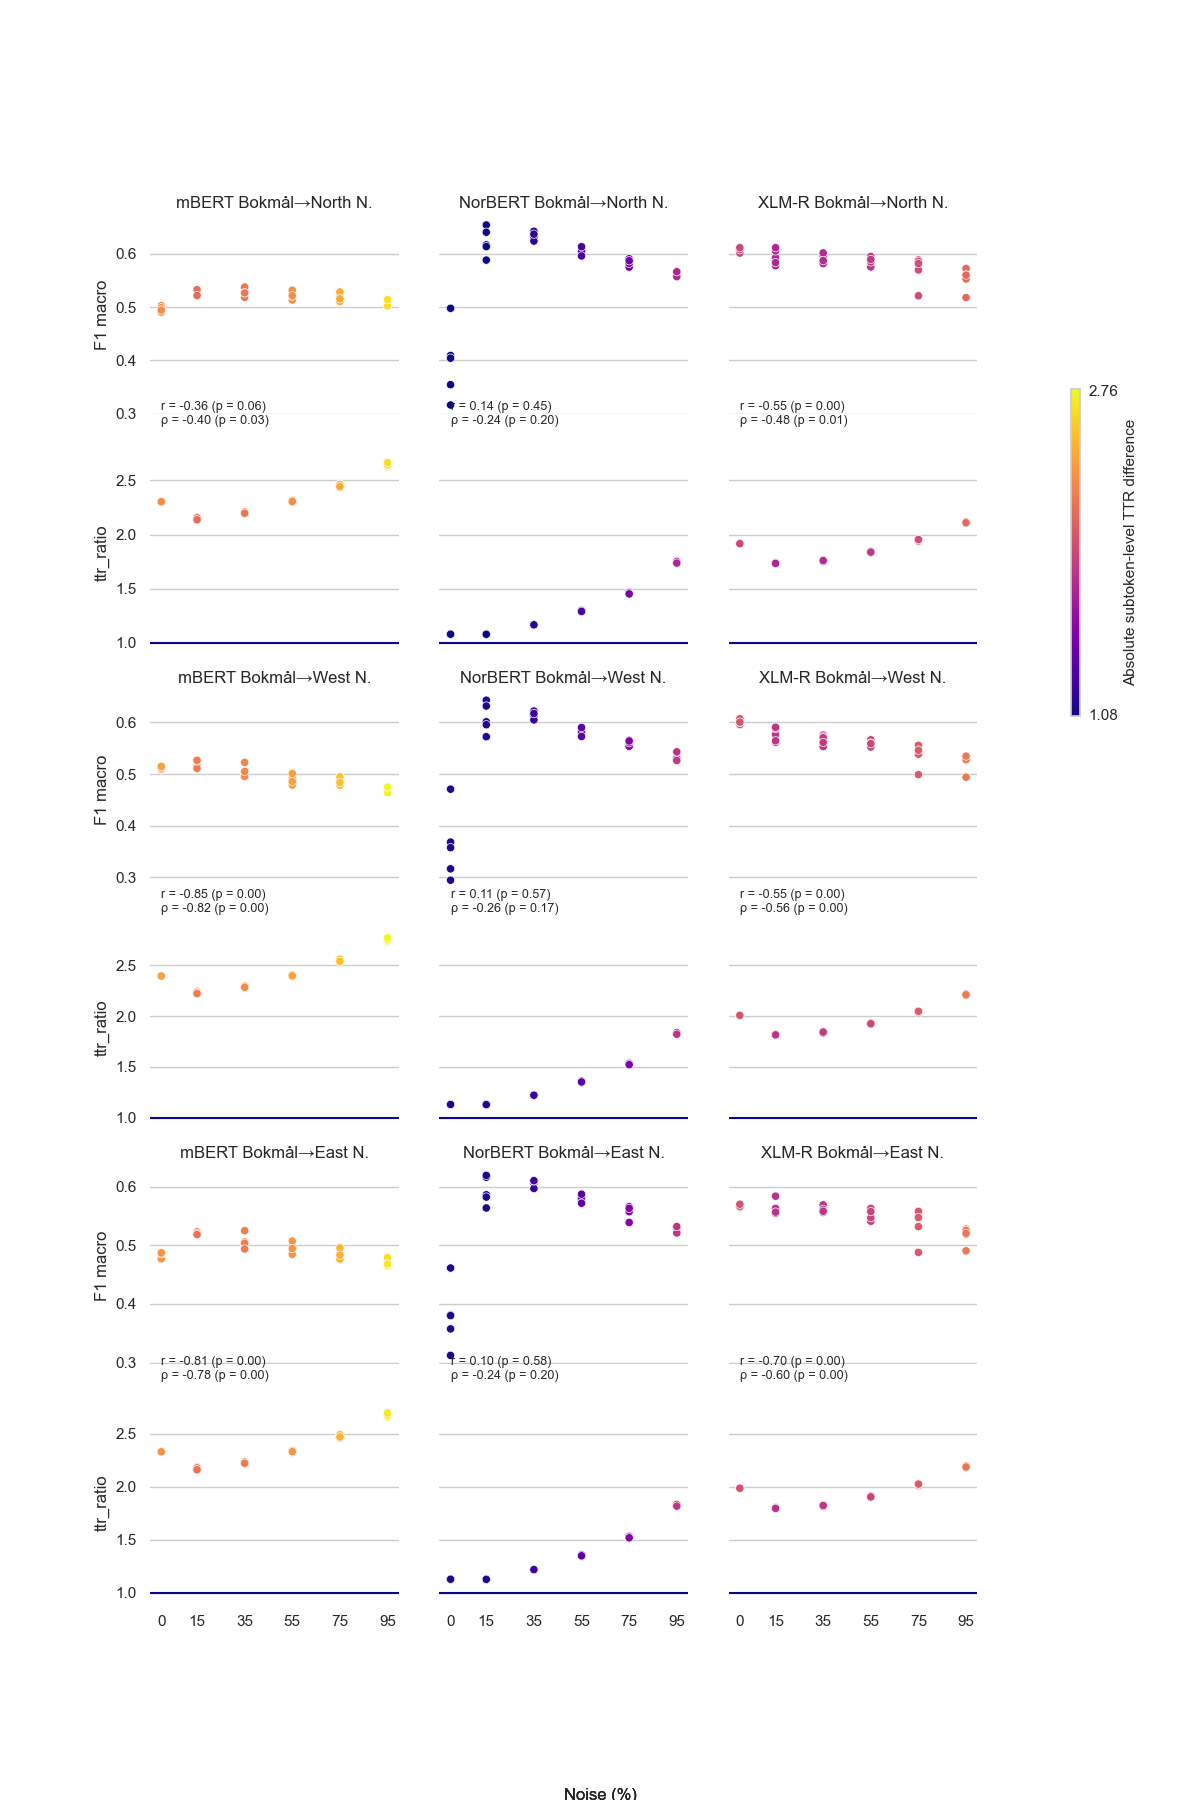 mBERT Bokmål→North N.
NorBERT Bokmål→North N.
XLM-R Bokmål→North N.
F1 macro
0.6
0.5
0.4
0.3
r = -0.36 (p = 0.06)
ρ = -0.40 (p = 0.03)
r = 0.14 (p = 0.45)
ρ = -0.24 (p = 0.20)
r = -0.55 (p = 0.00)
ρ = -0.48 (p = 0.01)
ttr_ratio
2.5
2.0
1.5
1.0
mBERT Bokmål→West N.
NorBERT Bokmål→West N.
XLM-R Bokmål→West N.
F1 macro
0.6
0.5
0.4
0.3
r = -0.85 (p = 0.00)
ρ = -0.82 (p = 0.00)
r = 0.11 (p = 0.57)
ρ = -0.26 (p = 0.17)
r = -0.55 (p = 0.00)
ρ = -0.56 (p = 0.00)
ttr_ratio
2.5
2.0
1.5
1.0
mBERT Bokmål→East N.
NorBERT Bokmål→East N.
XLM-R Bokmål→East N.
F1 macro
0.6
0.5
0.4
0.3
r = -0.81 (p = 0.00)
ρ = -0.78 (p = 0.00)
r = 0.10 (p = 0.58)
ρ = -0.24 (p = 0.20)
r = -0.70 (p = 0.00)
ρ = -0.60 (p = 0.00)
ttr_ratio
2.5
2.0
1.5
1.0
0 15 35 55 75 95
0 15 35 55 75 95
0 15 35 55 75 95
Noise (%)
2.76
Absolute subtoken-level TTR difference
1.08